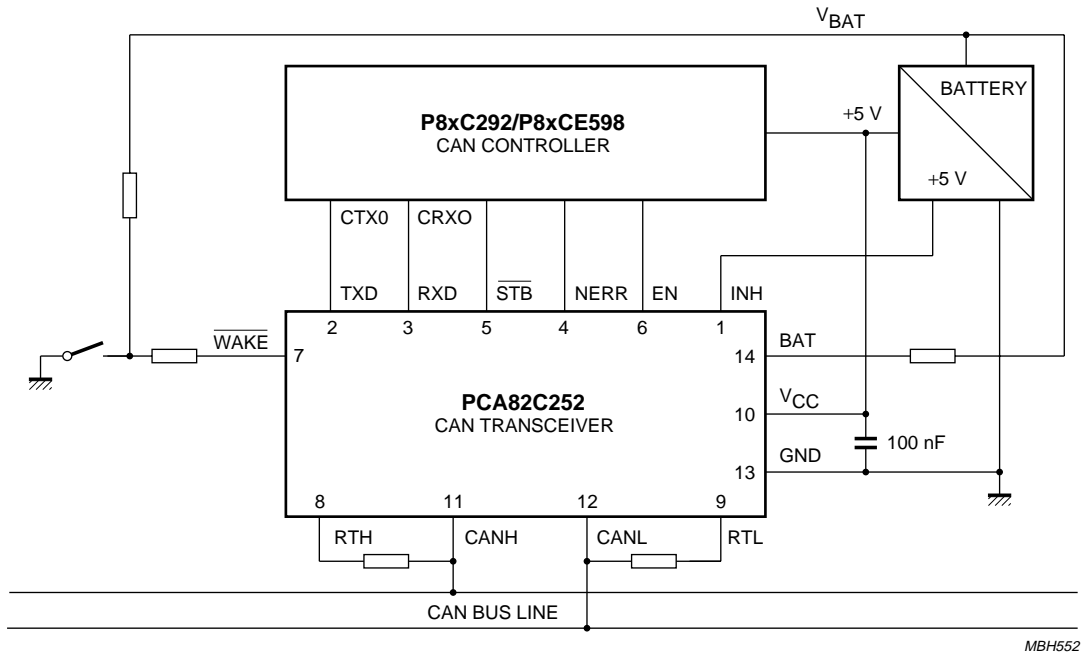 VBAT
P8xC292/P8xCE598
CAN CONTROLLER
+5 V
BATTERY
+5 V
CTX0
CRXO
TXD
RXD
STB
NERR
EN
INH
2
3
5
4
6
1
WAKE
7
14
BAT
PCA82C252
CAN TRANSCEIVER
10
VCC
100 nF
13
GND
8
11
12
9
RTH
CANH
CANL
RTL
CAN BUS LINE
MBH552